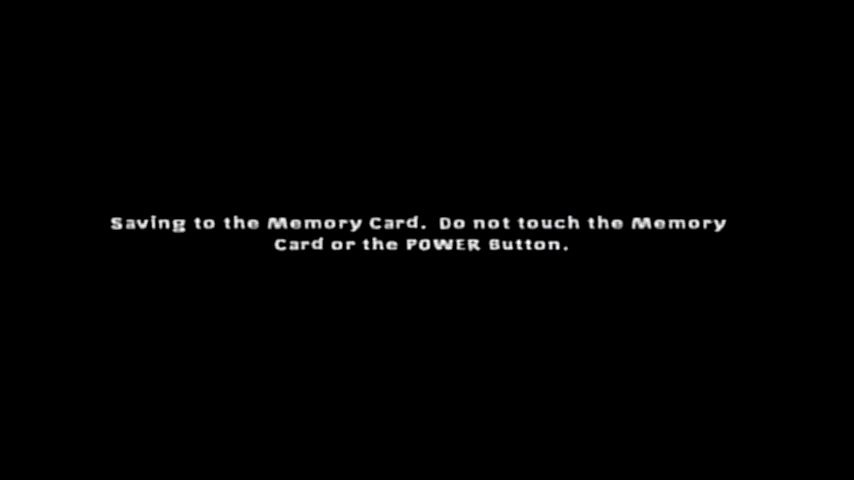 Saving to the Memory Card. Do not touch the Memory
Card or the POWER Button.